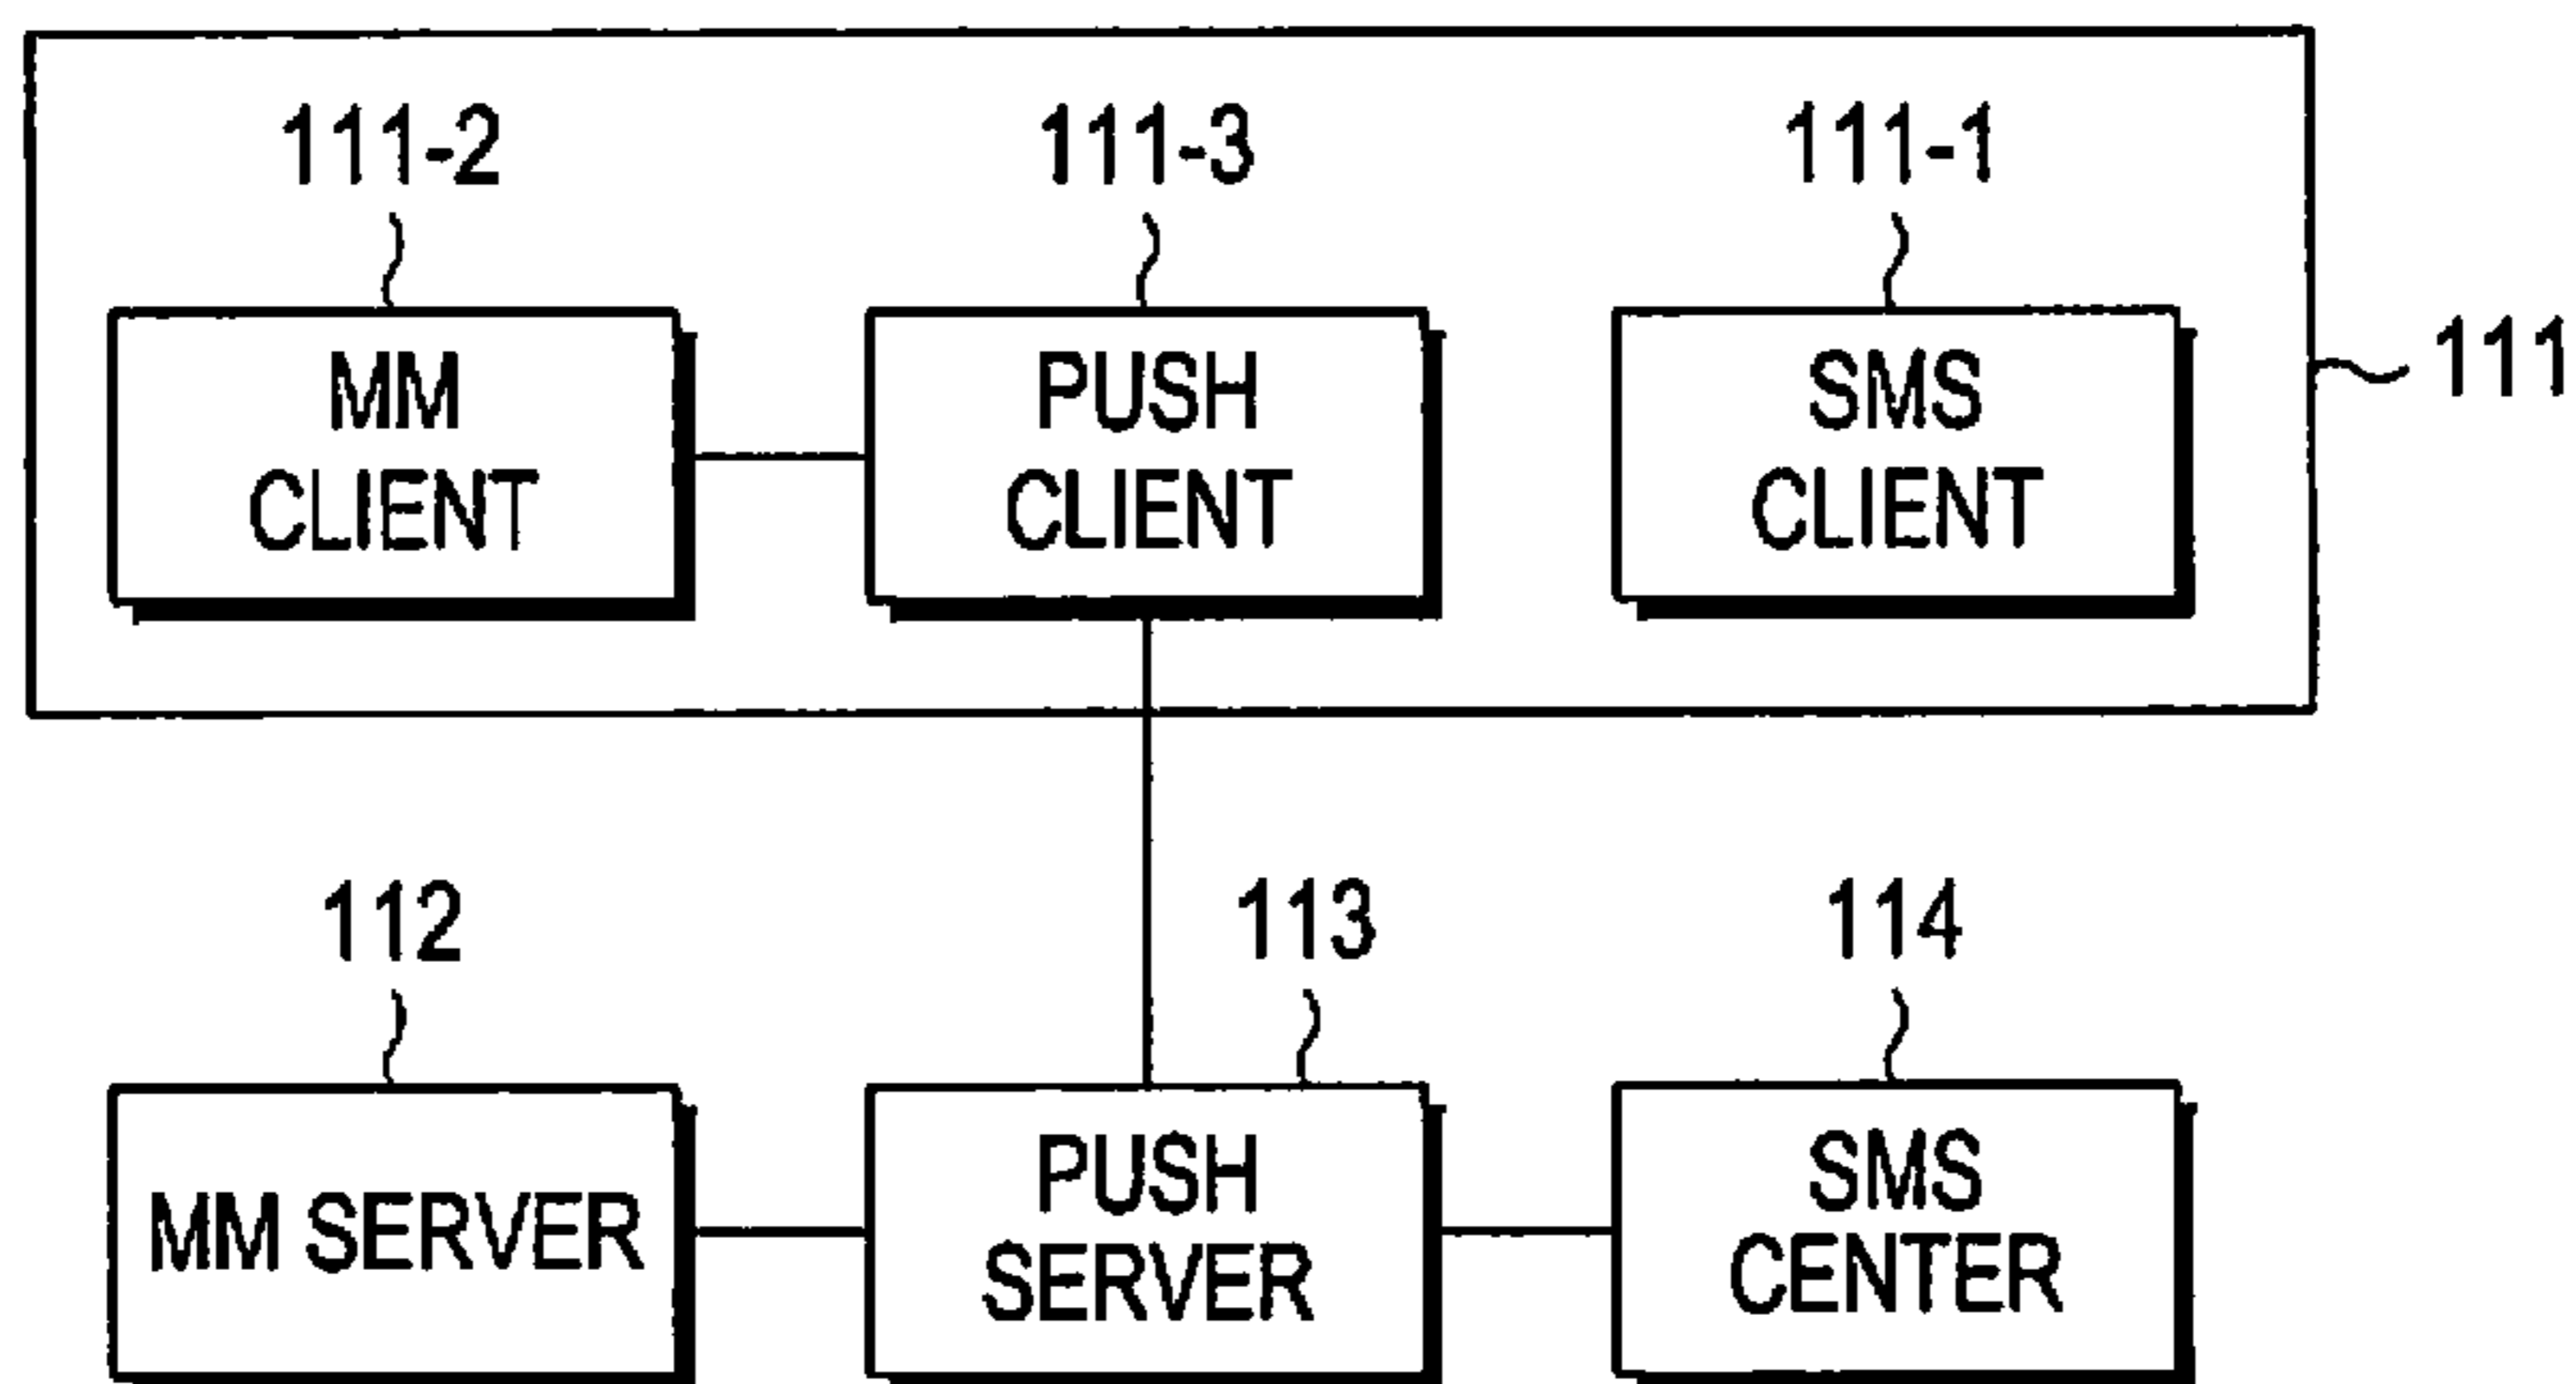 111-2
111-3
111-1
MM
CLIENT
PUSH
CLIENT
SMS
CLIENT
111
112
113
114
MM SERVER
PUSH
SERVER
SMS
CENTER